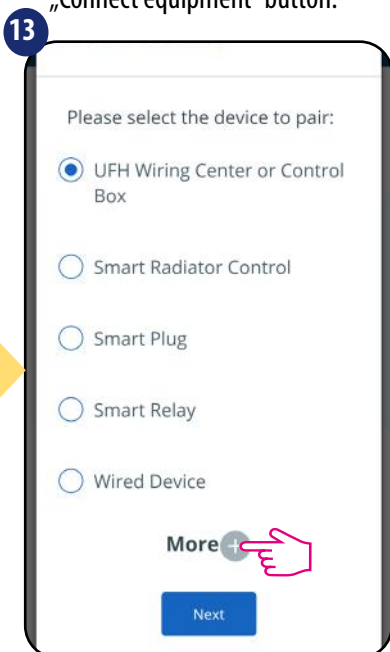 „Connect equipment" button.
13
Please select the device to pair:
UFH Wiring Center or Control
Box
Smart Radiator Control
Smart Plug
Smart Relay
Wired Device
More +
Next